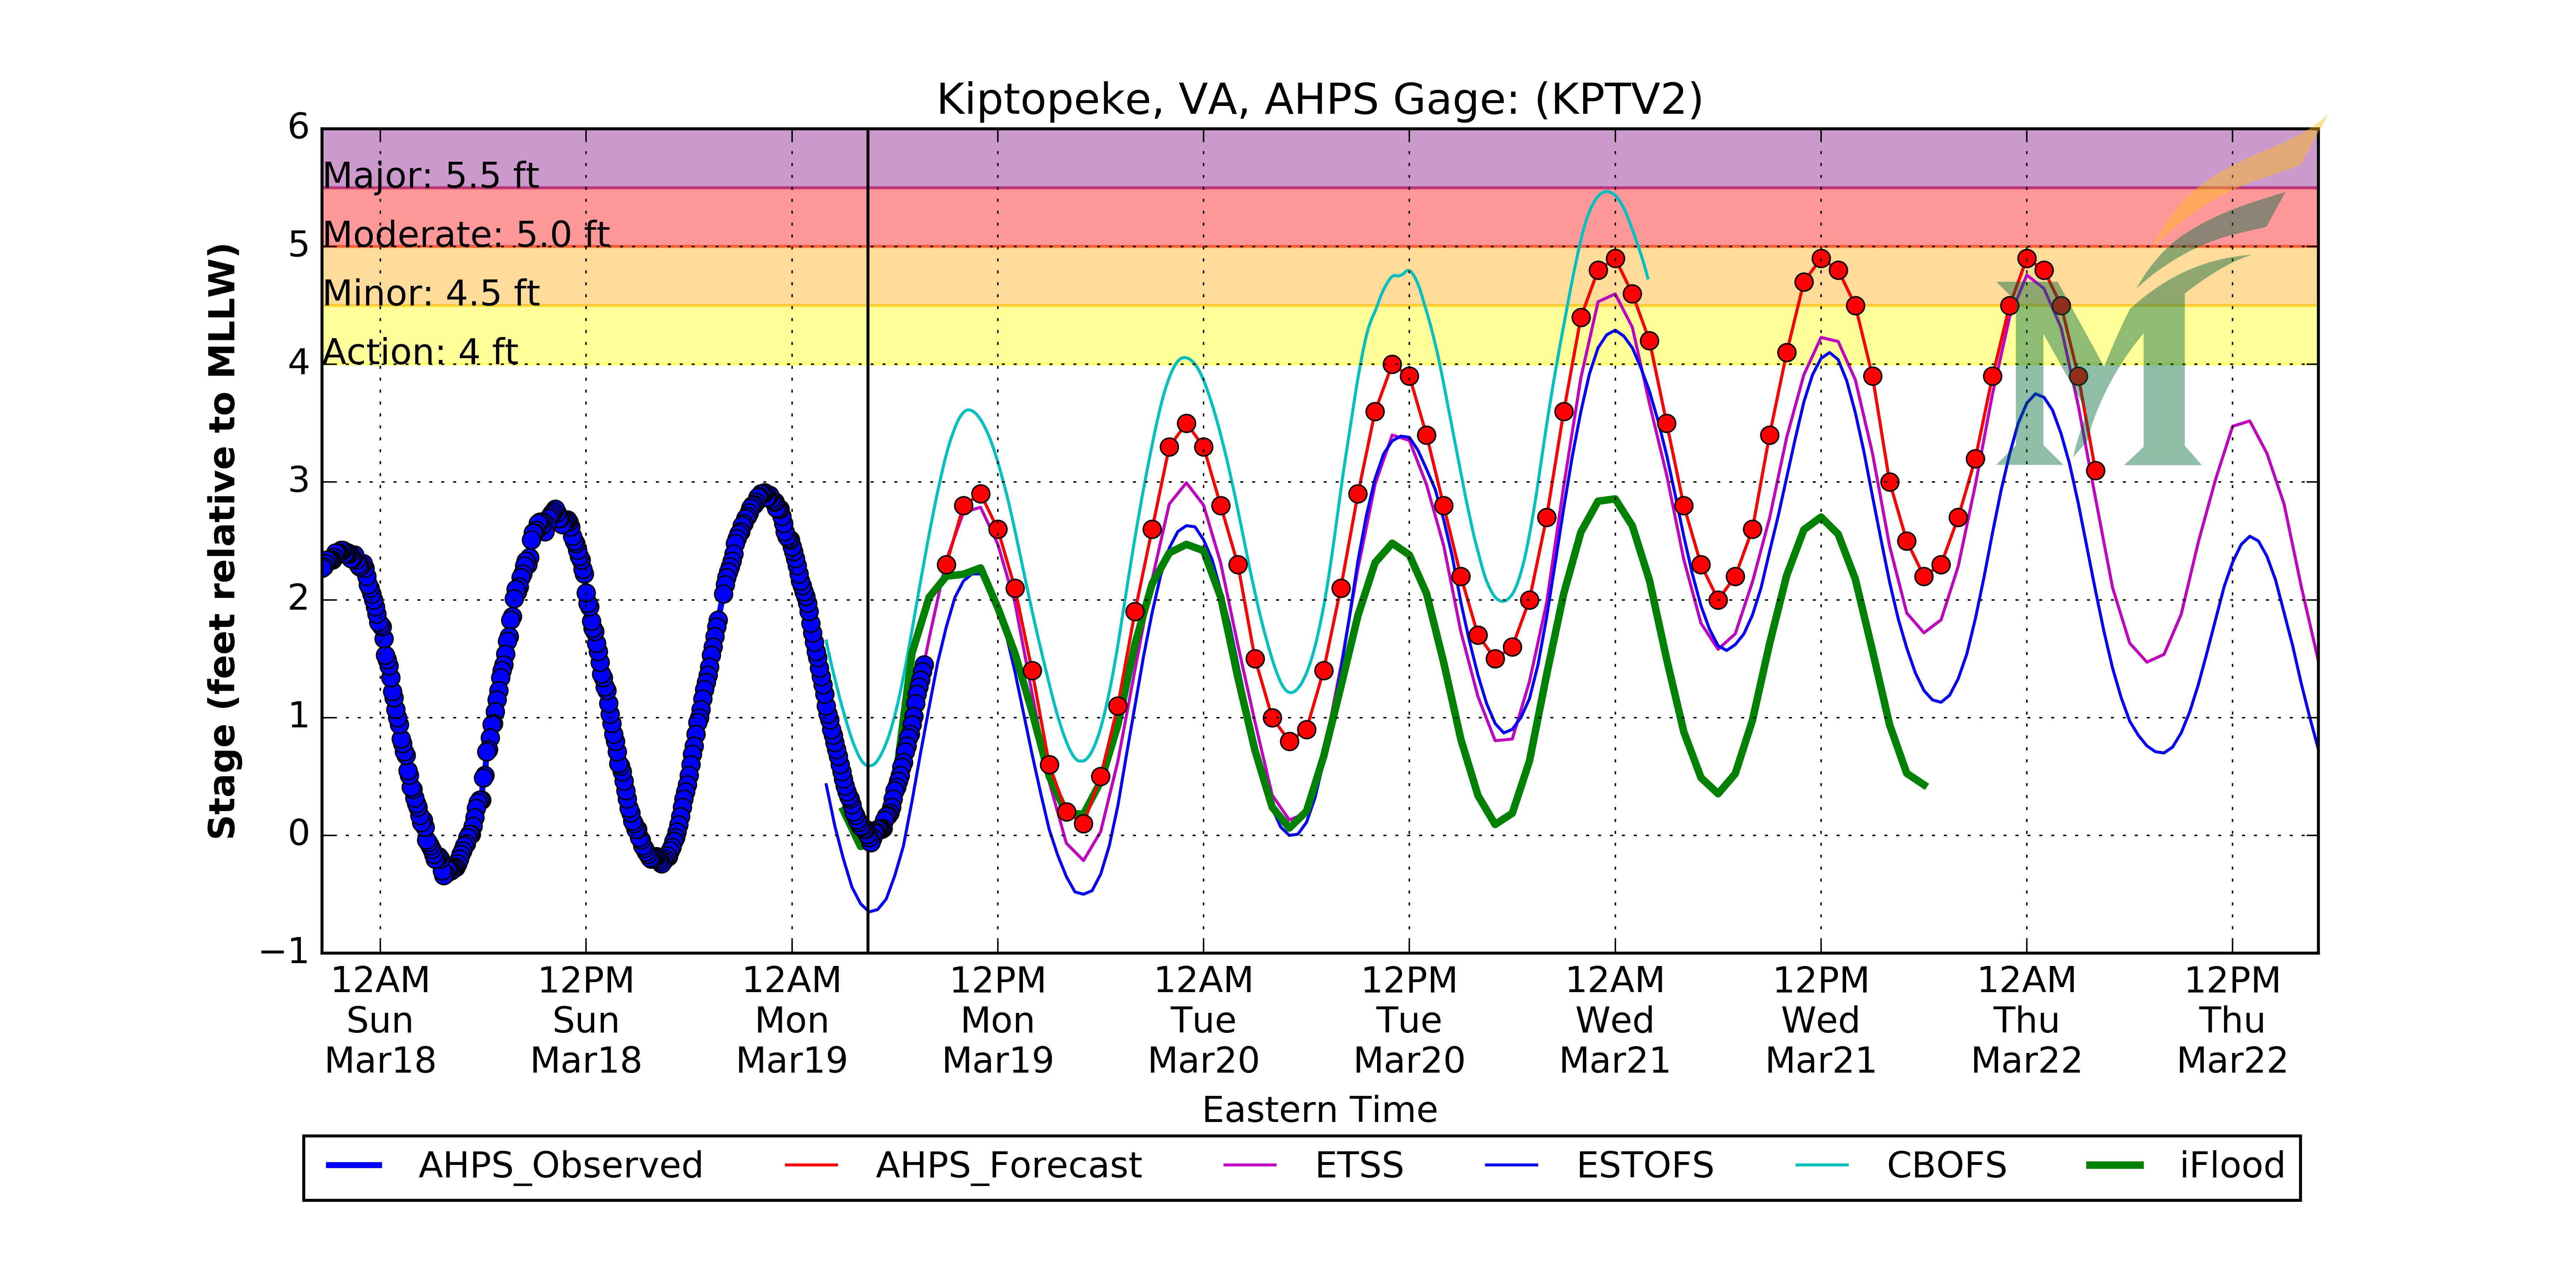 Kiptopeke, VA, AHPS Gage: (KPTV2)
6
Major: 5.5 ft
Moderate: 5.0 ft
5
Minor: 4.5 ft
Action: 4 ft
4
3
2
1
0
−1
Stage (feet relative to MLLW)
12AM 12PM 12AM 12PM 12AM 12PM 12AM 12PM 12AM 12PM
Sun Sun Mon Mon Tue Tue Wed Wed Thu Thu
Mar18 Mar18 Mar19 Mar19 Mar20 Mar20 Mar21 Mar21 Mar22 Mar22
Eastern Time
AHPS_Observed AHPS_Forecast ETSS ESTOFS CBOFS iFlood
M